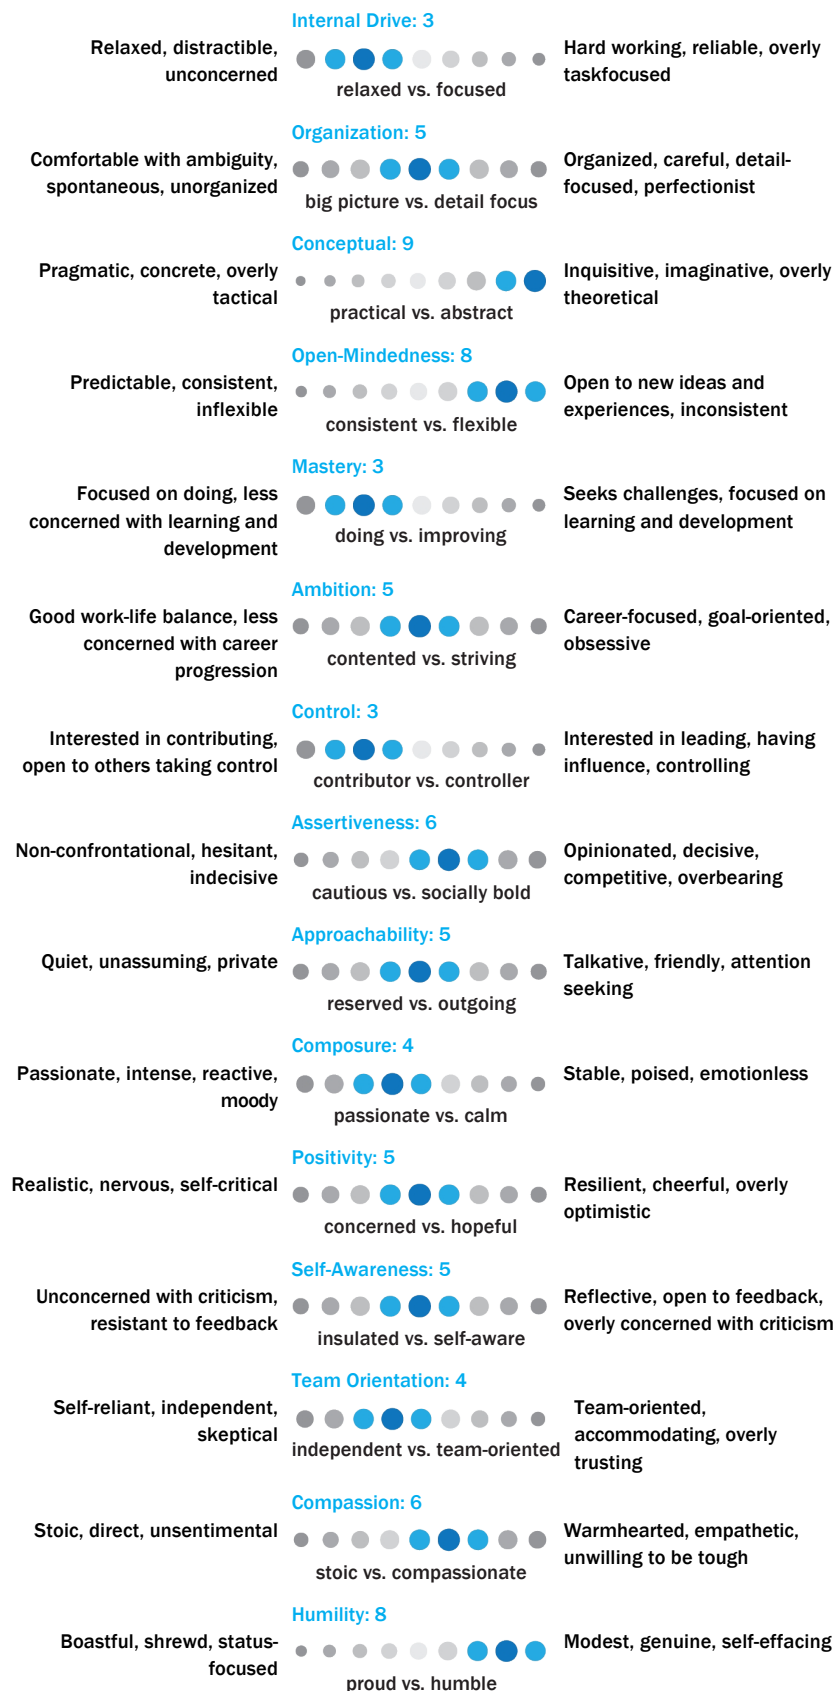 Internal Drive: 3
Relaxed, distractible,
unconcerned
relaxed vs. focused
Hard working, reliable, overly
taskfocused
Organization: 5
Comfortable with ambiguity,
spontaneous, unorganized
big picture vs. detail focus
Organized, careful, detail-
focused, perfectionist
Conceptual: 9
Pragmatic, concrete, overly
tactical
practical vs. abstract
Inquisitive, imaginative, overly
theoretical
Open-Mindedness: 8
Predictable, consistent,
inflexible
consistent vs. flexible
Open to new ideas and
experiences, inconsistent
Mastery: 3
Focused on doing, less
concerned with learning and
development
doing vs. improving
Seeks challenges, focused on
learning and development
Ambition: 5
Good work-life balance, less
concerned with career
progression
contented vs. striving
Career-focused, goal-oriented,
obsessive
Control: 3
Interested in contributing,
open to others taking control
contributor vs. controller
Interested in leading, having
influence, controlling
Assertiveness: 6
Non-confrontational, hesitant,
indecisive
cautious vs. socially bold
Opinionated, decisive,
competitive, overbearing
Approachability: 5
Quiet, unassuming, private
reserved vs. outgoing
Talkative, friendly, attention
seeking
Composure: 4
Passionate, intense, reactive,
moody
passionate vs. calm
Stable, poised, emotionless
Positivity: 5
Realistic, nervous, self-critical
concerned vs. hopeful
Resilient, cheerful, overly
optimistic
Self-Awareness: 5
Unconcerned with criticism,
resistant to feedback
insulated vs. self-aware
Reflective, open to feedback,
overly concerned with criticism
Team Orientation: 4
Self-reliant, independent,
skeptical
independent vs. team-oriented
Team-oriented,
accommodating, overly
trusting
Compassion: 6
Stoic, direct, unsentimental
stoic vs. compassionate
Warmhearted, empathetic,
unwilling to be tough
Humility: 8
Boastful, shrewd, status-
focused
proud vs. humble
Modest, genuine, self-effacing